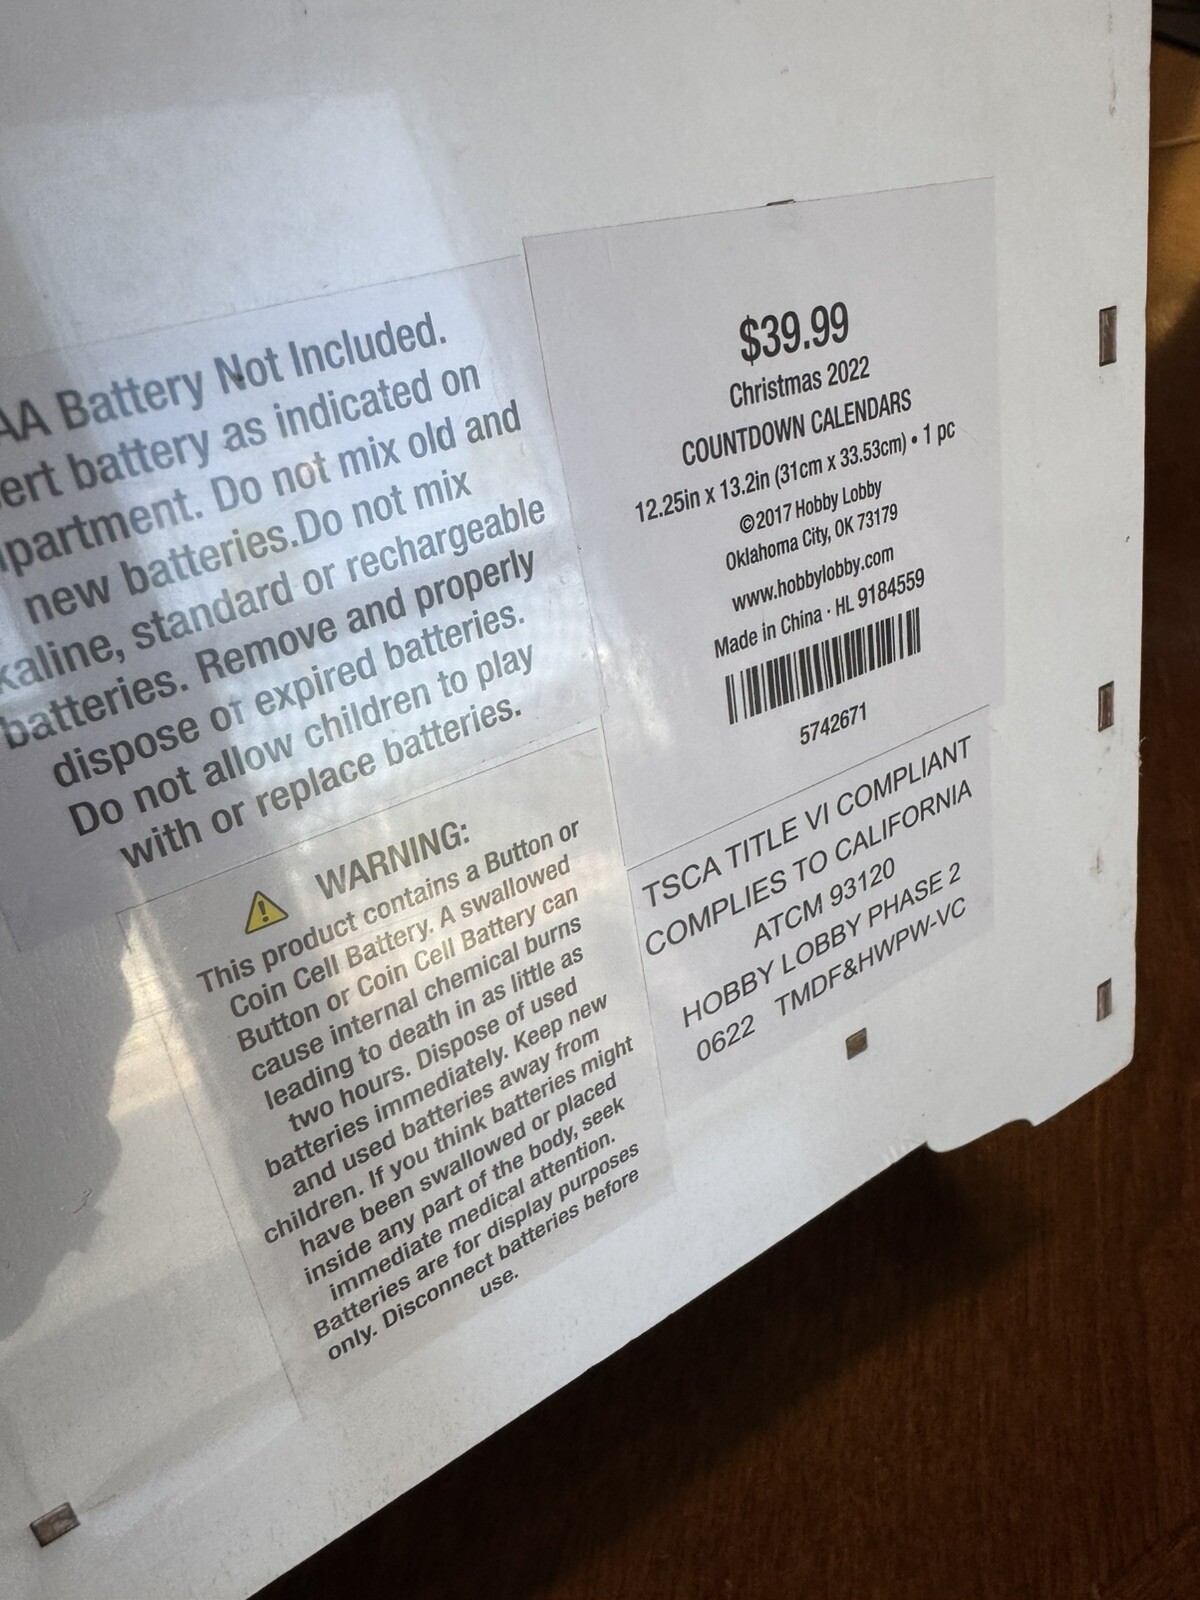 AA Battery Not Included.
ert battery as indicated on
partment. Do not mix old and
new batteries.Do not mix
kaline, standard or rechargeable
batteries. Remove and properly
dispose of expired batteries.
Do not allow children to play
with or replace batteries.
WARNING:
This product contains a Button or
Coin Cell Battery. A swallowed
Button or Coin Cell Battery can
cause internal chemical burns
leading to death in as little as
two hours. Dispose of used
batteries immediately. Keep new
and used batteries away from
children. If you think batteries might
have been swallowed or placed
inside any part of the body, seek
immediate medical attention.
Batteries are for display purposes
only. Disconnect batteries before
use.
$39.99
Christmas 2022
COUNTDOWN CALENDARS
12.25in x 13.2in (31cm x 33.53cm) • 1 pc
©2017 Hobby Lobby
Oklahoma City, OK 73179
www.hobbylobby.com
Made in China · HL 9184559
5742671
TSCA TITLE VI COMPLIANT
COMPLIES TO CALIFORNIA
ATCM 93120
HOBBY LOBBY PHASE 2
0622 TMDF&HWPW-VC